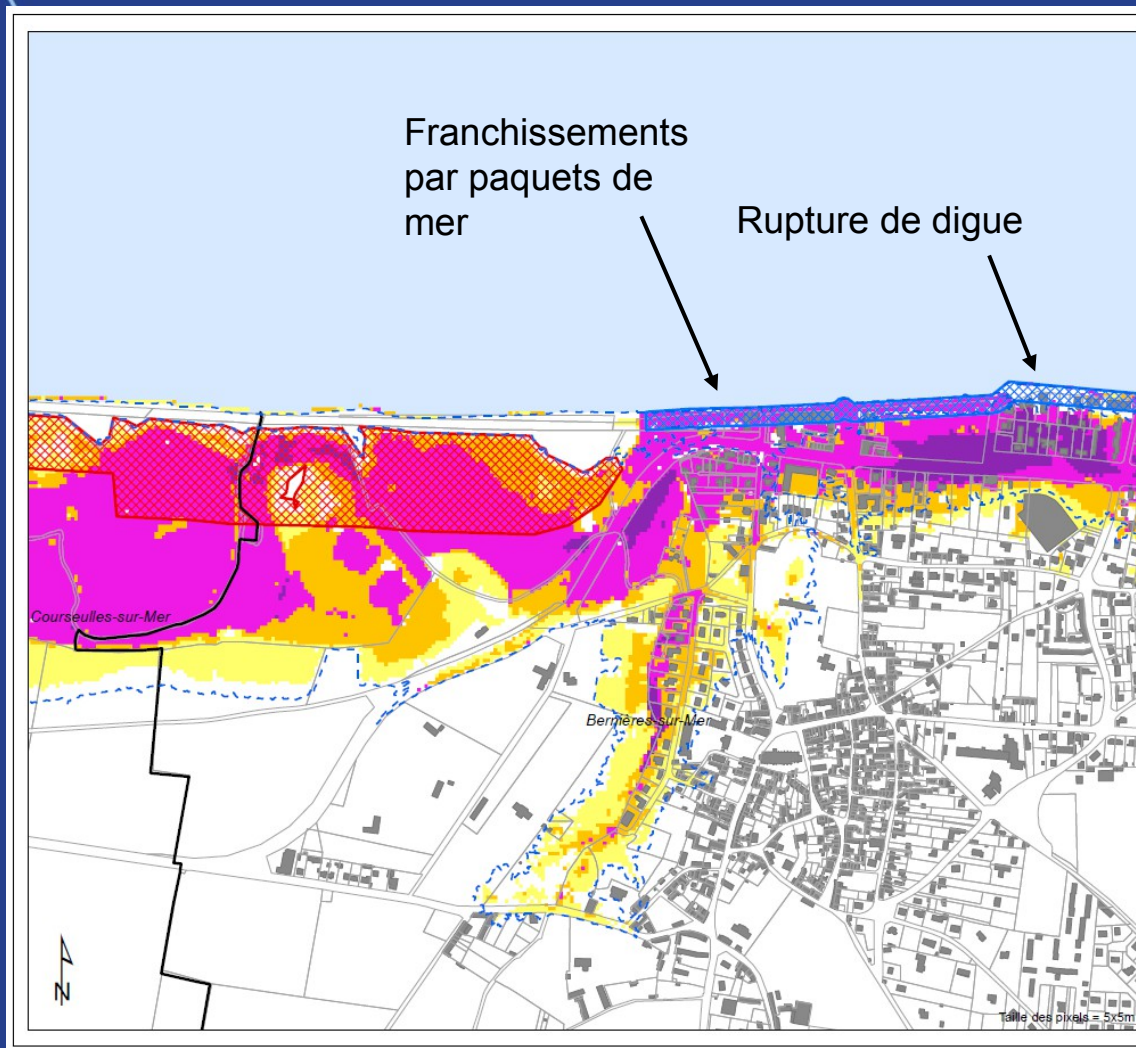 Franchissements
par paquets de
mer
Rupture de digue
Courseulles-sur-Mer
Bernières-sur-Mer
N
Taille des pixels = 5x5m